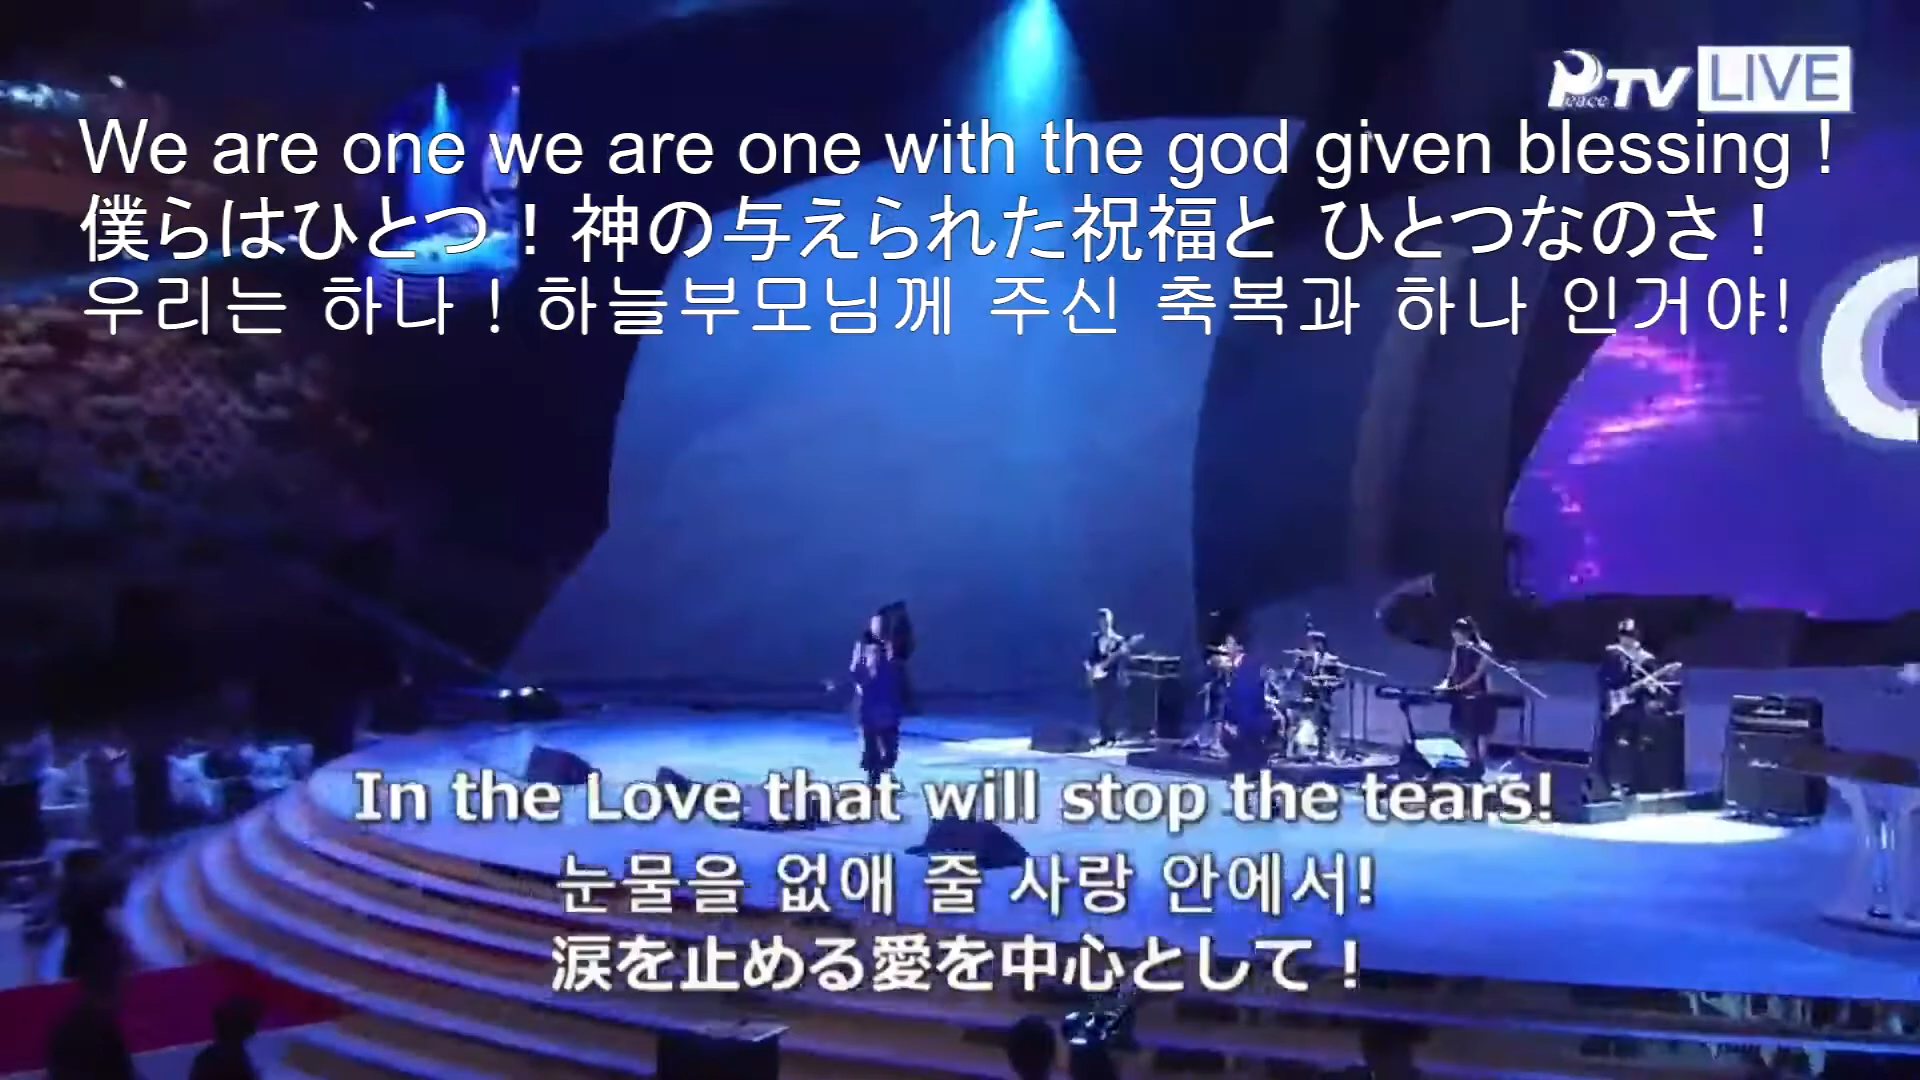 Peace TV LIVE
We are one we are one with the god given blessing !
僕らはひとつ！神の与えられた祝福と ひとつなのさ！
우리는 하나 ! 하늘부모님께 주신 축복과 하나 인거야!
In the Love that will stop the tears!
눈물을 없애 줄 사랑 안에서!
涙を止める愛を中心として！